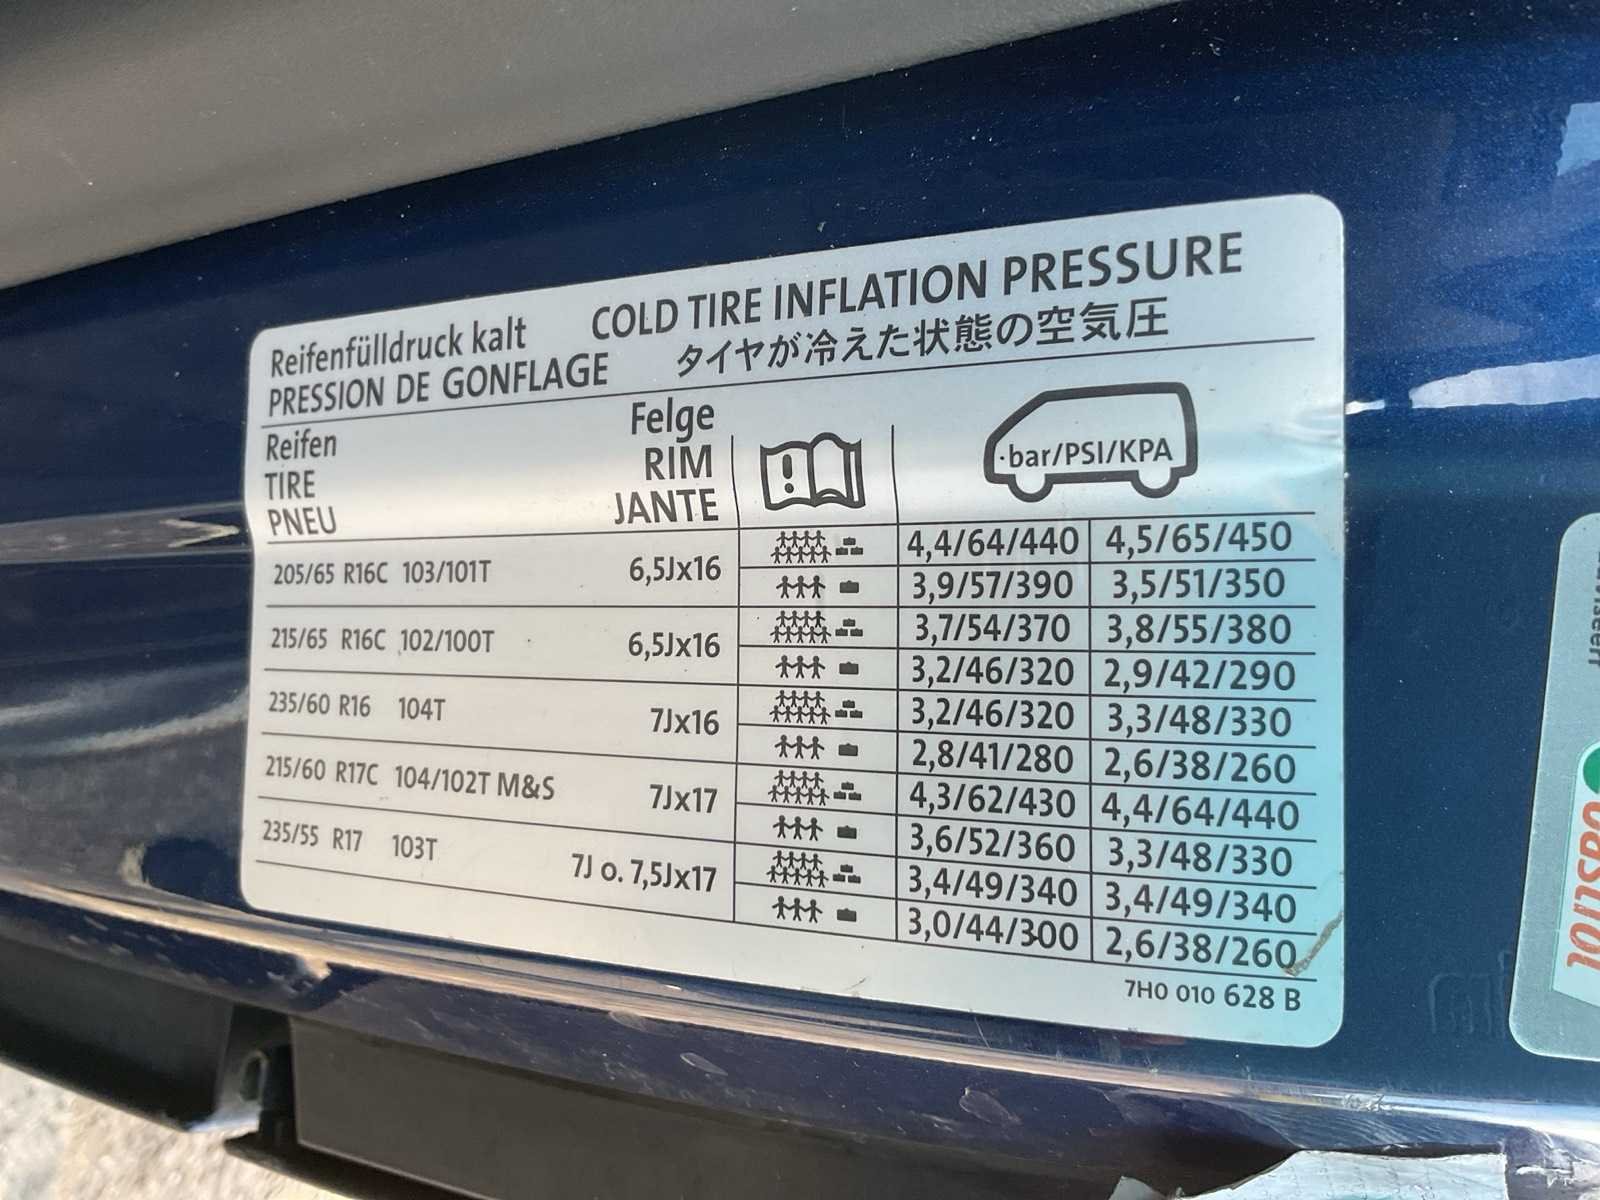 Reifenfülldruck kalt COLD TIRE INFLATION PRESSURE
PRESSION DE GONFLAGE タイヤが冷えた状態の空気圧
Reifen Felge
TIRE RIM
PNEU JANTE
bar/PSI/KPA
205/65 R16C 103/101T 6,5Jx16 4,4/64/440 4,5/65/450
3,9/57/390 3,5/51/350
215/65 R16C 102/100T 6,5Jx16 3,7/54/370 3,8/55/380
3,2/46/320 2,9/42/290
235/60 R16 104T 7Jx16 3,2/46/320 3,3/48/330
2,8/41/280 2,6/38/260
215/60 R17C 104/102T M&S 7Jx17 4,3/62/430 4,4/64/440
3,6/52/360 3,3/48/330
235/55 R17 103T 7J o. 7,5Jx17 3,4/49/340 3,4/49/340
3,0/44/300 2,6/38/260
7H0 010 628 B